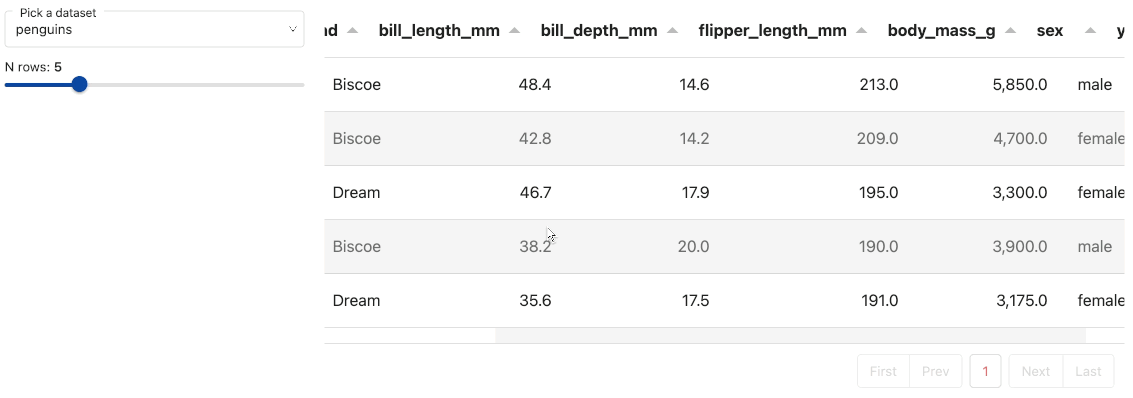 Pick a dataset
penguins
N rows: 5
nd bill_length_mm bill_depth_mm flipper_length_mm body_mass_g sex y
Biscoe 48.4 14.6 213.0 5,850.0 male
Biscoe 42.8 14.2 209.0 4,700.0 female
Dream 46.7 17.9 195.0 3,300.0 female
Biscoe 38.2 20.0 190.0 3,900.0 male
Dream 35.6 17.5 191.0 3,175.0 female
First Prev 1 Next Last